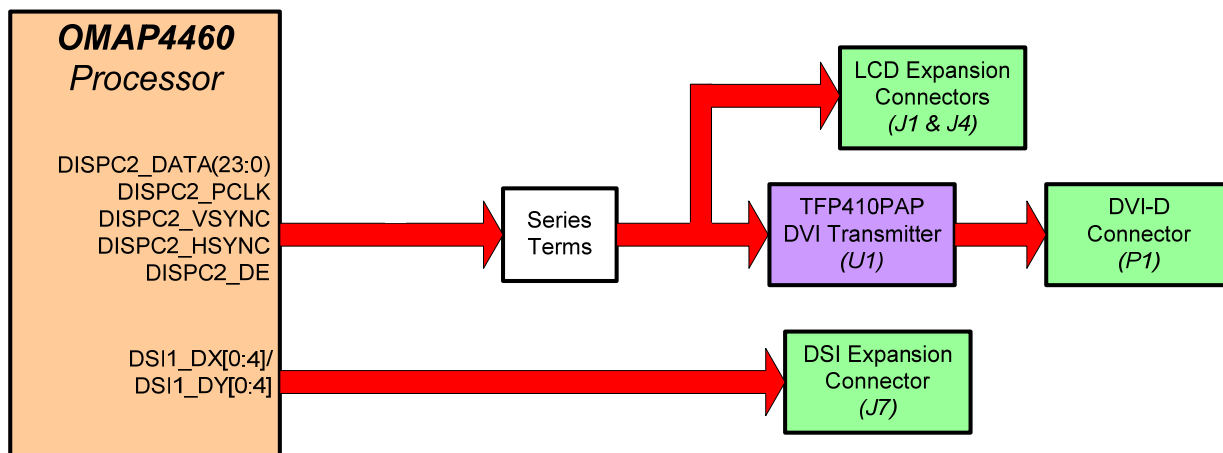 OMAP4460
Processor
DISPC2_DATA(23:0)
DISPC2_PCLK
DISPC2_VSYNC
DISPC2_HSYNC
DISPC2_DE
DSI1_DX[0:4]/
DSI1_DY[0:4]
Series
Terms
LCD Expansion
Connectors
(J1 & J4)
TFP410PAP
DVI Transmitter
(U1)
DVI-D
Connector
(P1)
DSI Expansion
Connector
(J7)